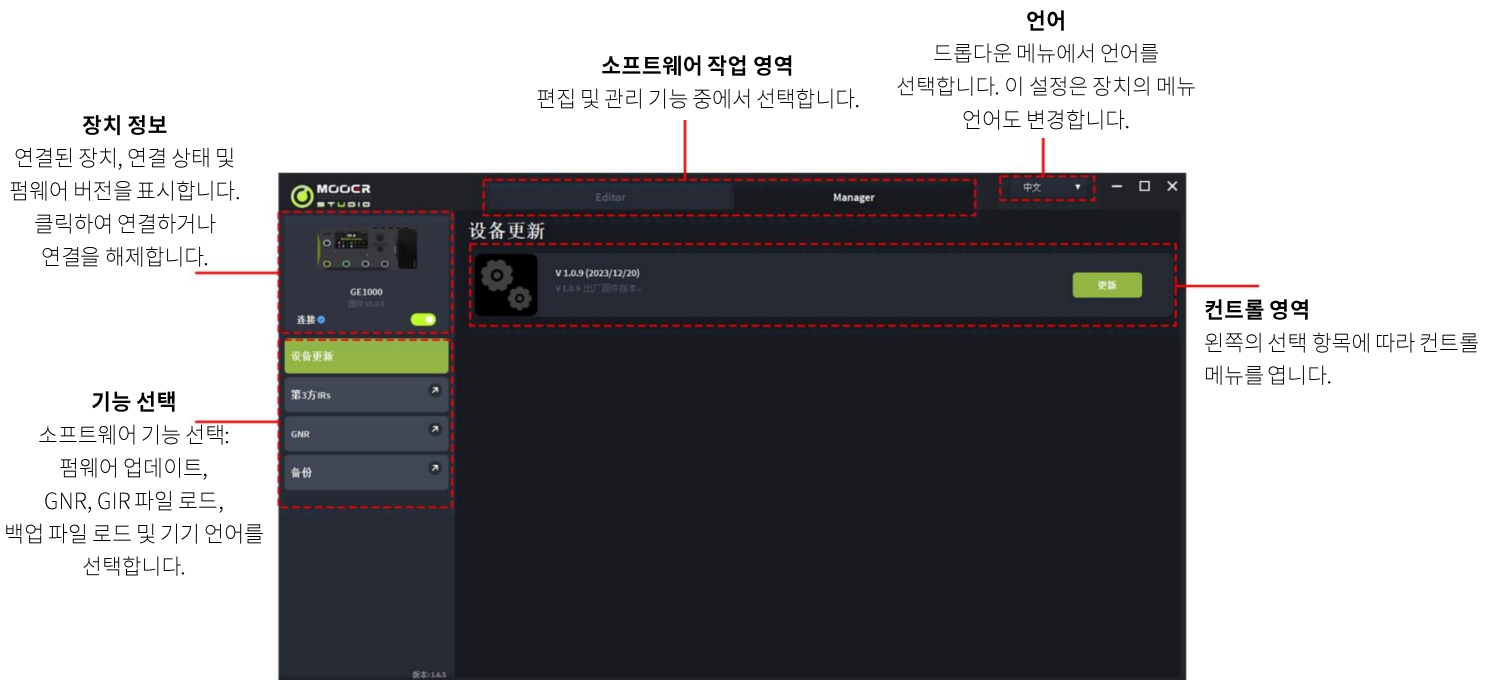 언어
드롭다운 메뉴에서 언어를
선택합니다. 이 설정은 장치의 메뉴
언어도 변경합니다.
소프트웨어 작업 영역
편집 및 관리 기능 중에서 선택합니다.
장치 정보
연결된 장치, 연결 상태 및
펌웨어 버전을 표시합니다.
클릭하여 연결하거나
연결을 해제합니다.
MOOER
STUDIO
Editor
Manager
中文
设备更新
GE1000
固件 V1.0.9
连接
V 1.0.9 (2023/12/20)
V 1.0.9 出厂固件版本。
更新
设备更新
第3方IRs
GNR
备份
版本: 1.6.5
컨트롤 영역
왼쪽의 선택 항목에 따라 컨트롤
메뉴를 엽니다.
기능 선택
소프트웨어 기능 선택:
펌웨어 업데이트,
GNR, GIR 파일 로드,
백업 파일 로드 및 기기 언어를
선택합니다.